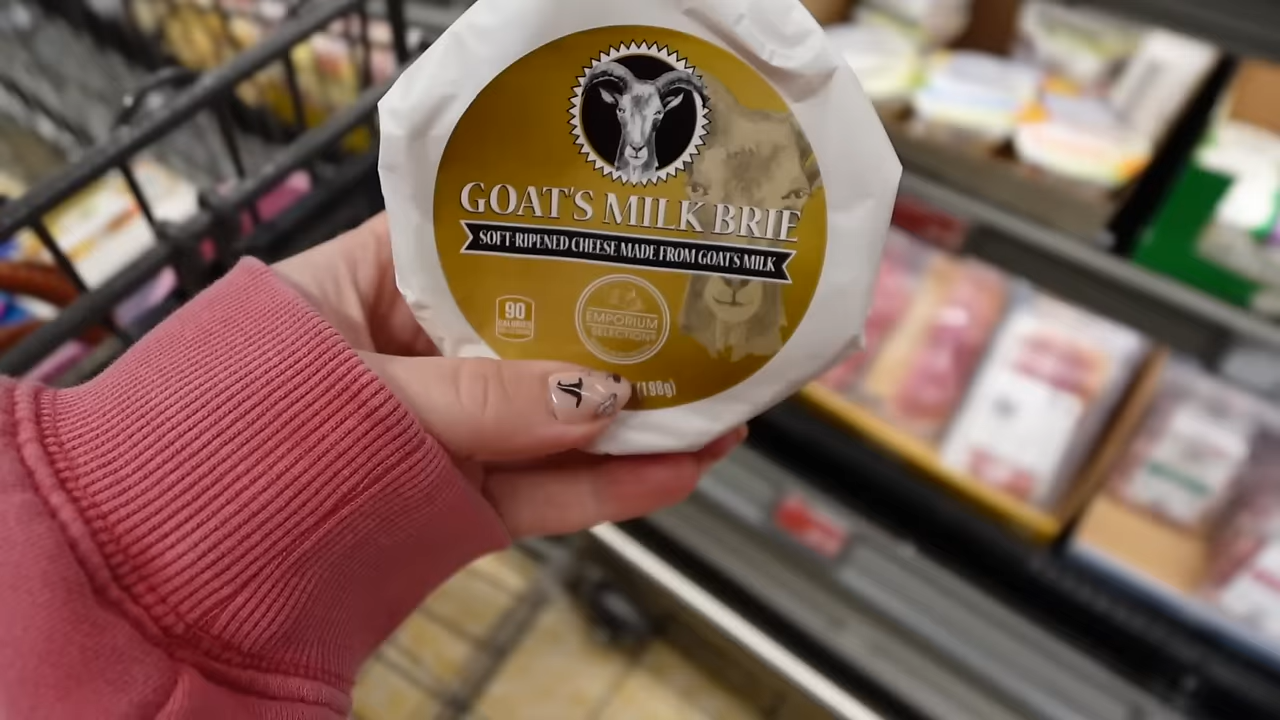 GOAT'S MILK BRIE
SOFT-RIPENED CHEESE MADE FROM GOAT'S MILK
90
CALORIES
EMPORIUM
SELECTION
(198g)